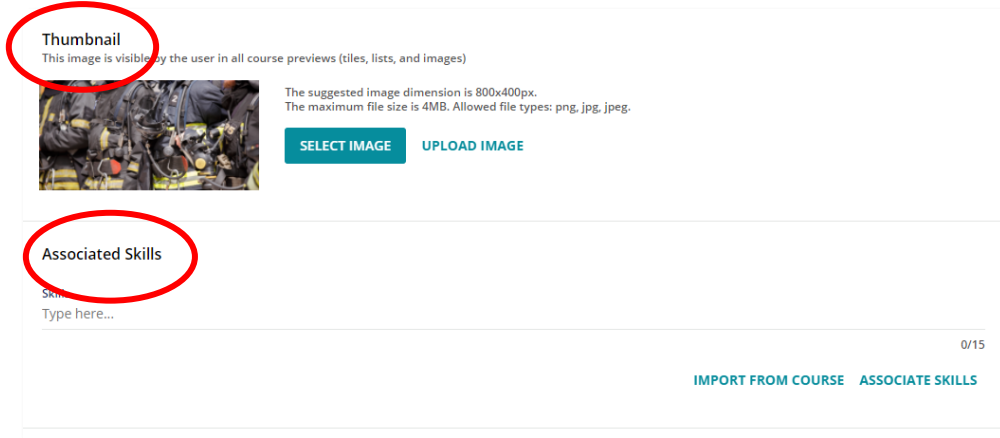 Thumbnail
This image is visible by the user in all course previews (tiles, lists, and images)
The suggested image dimension is 800x400px.
The maximum file size is 4MB. Allowed file types: png, jpg, jpeg.
SELECT IMAGE UPLOAD IMAGE
Associated Skills
Skills
Type here...
0/15
IMPORT FROM COURSE ASSOCIATE SKILLS